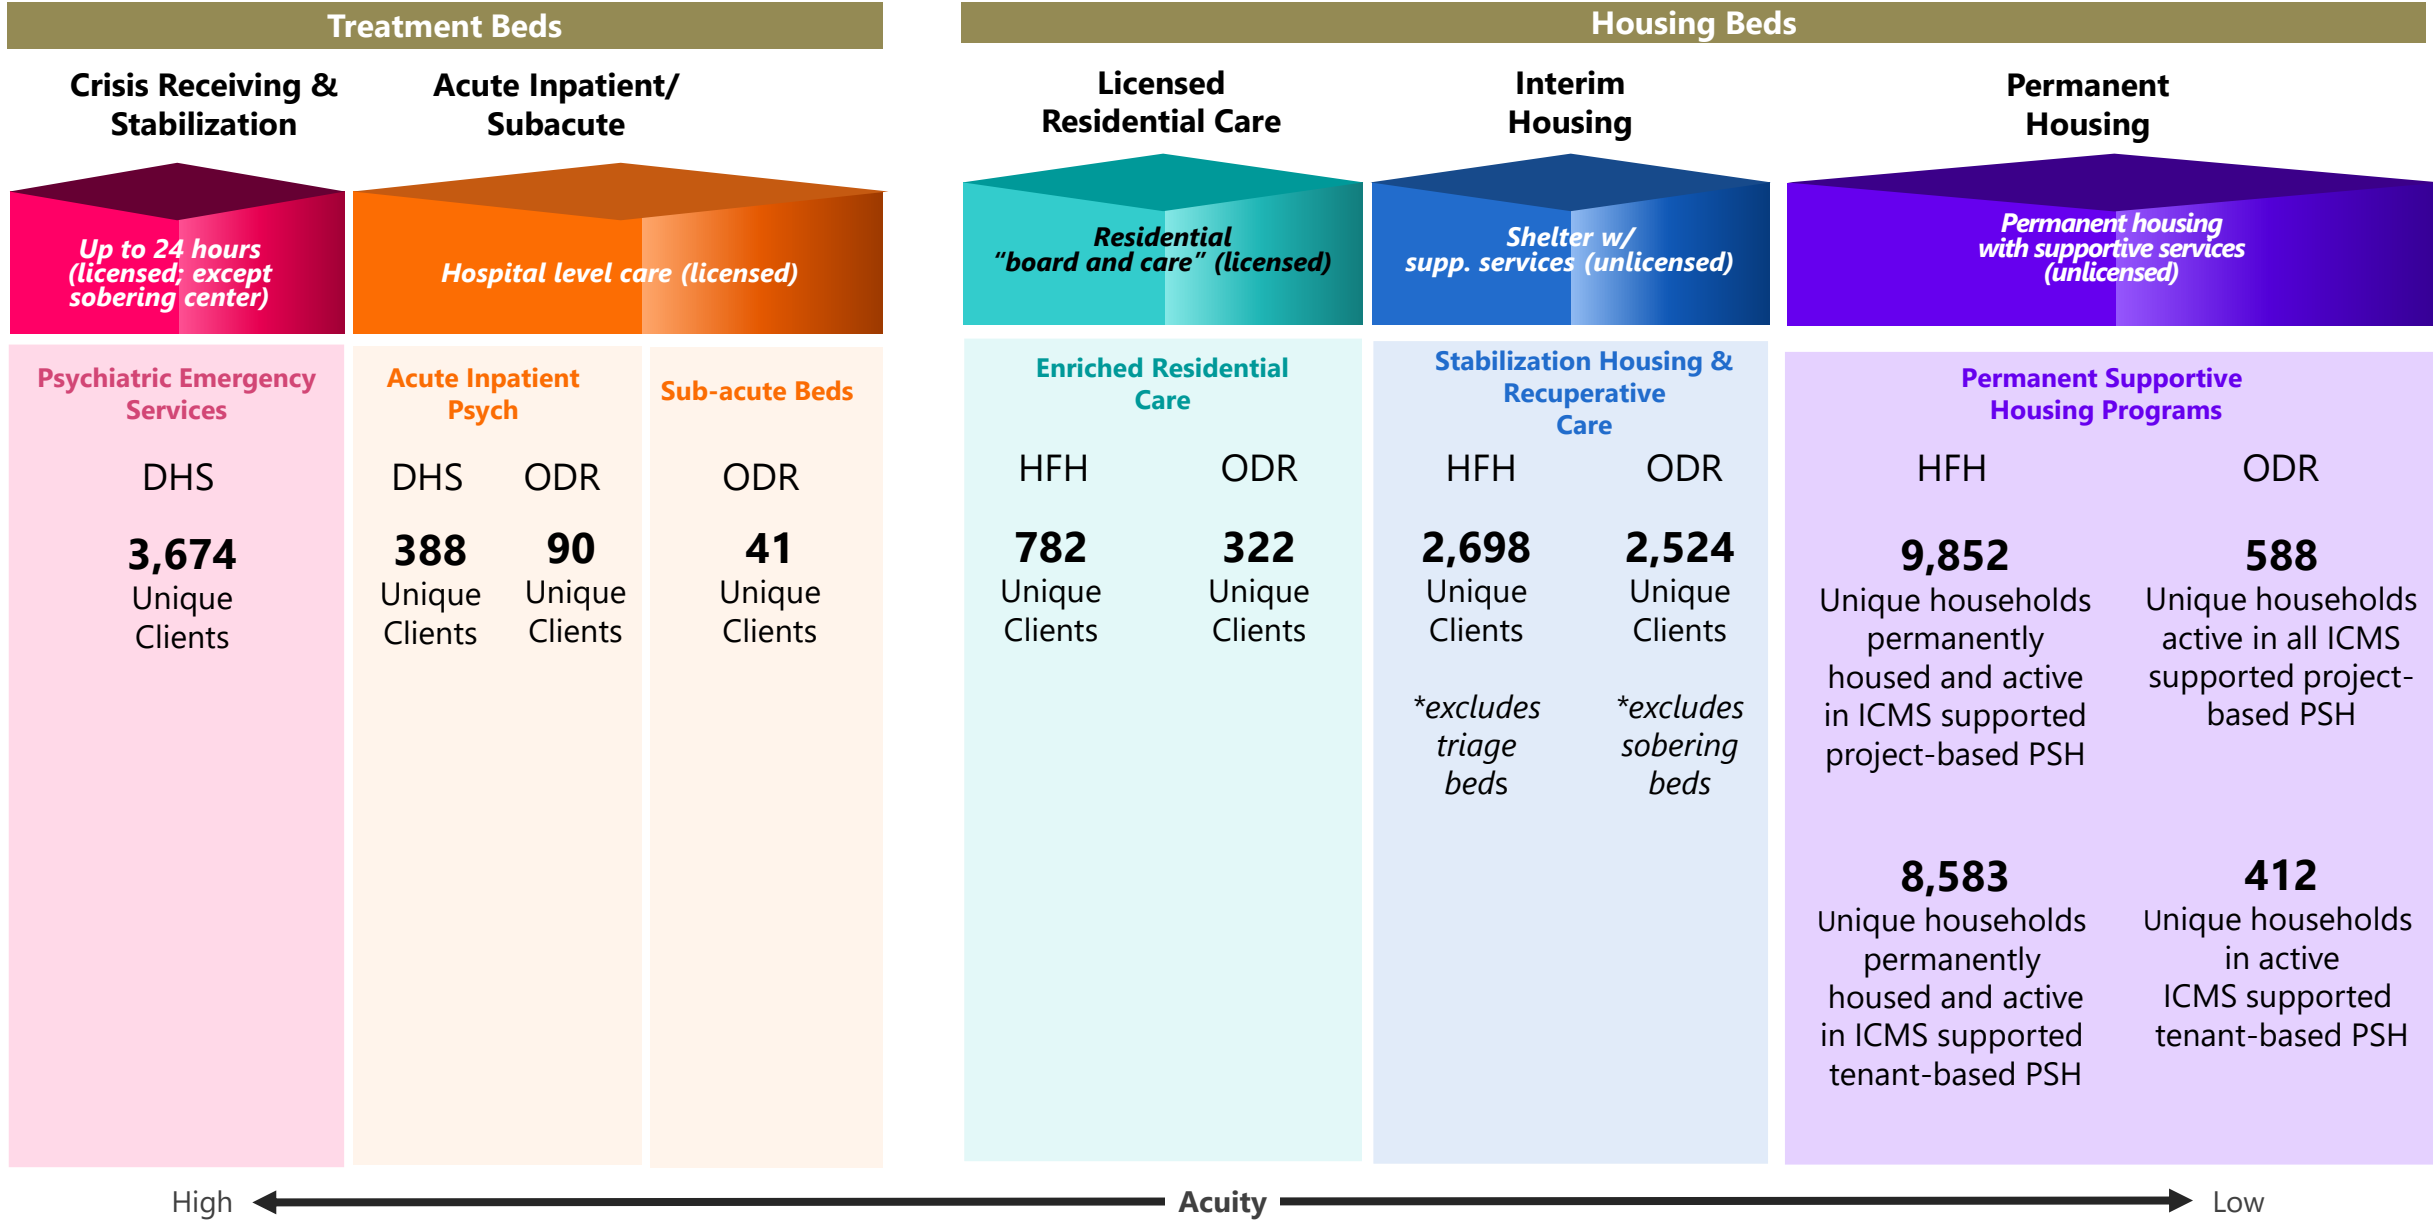 Treatment Beds
Crisis Receiving &
Stabilization
Up to 24 hours
(licensed; except
sobering center)
Psychiatric Emergency
Services
DHS
3,674
Unique
Clients
Acute Inpatient/
Subacute
Hospital level care (licensed)
Acute Inpatient
Psych
DHS
388
Unique
Clients
ODR
90
Unique
Clients
Sub-acute Beds
ODR
41
Unique
Clients
Housing Beds
Licensed
Residential Care
Residential
“board and care” (licensed)
Enriched Residential
Care
HFH
782
Unique
Clients
ODR
322
Unique
Clients
Interim
Housing
Shelter w/
supp. services (unlicensed)
Stabilization Housing &
Recuperative
Care
HFH
2,698
Unique
Clients
*excludes
triage
beds
ODR
2,524
Unique
Clients
*excludes
sobering
beds
Permanent
Housing
Permanent housing
with supportive services
(unlicensed)
Permanent Supportive
Housing Programs
HFH
9,852
Unique households
permanently
housed and active
in ICMS supported
project-based PSH
8,583
Unique households
permanently
housed and active
in ICMS supported
tenant-based PSH
ODR
588
Unique households
active in all ICMS
supported project-
based PSH
412
Unique households
in active
ICMS supported
tenant-based PSH
High
Acuity
Low